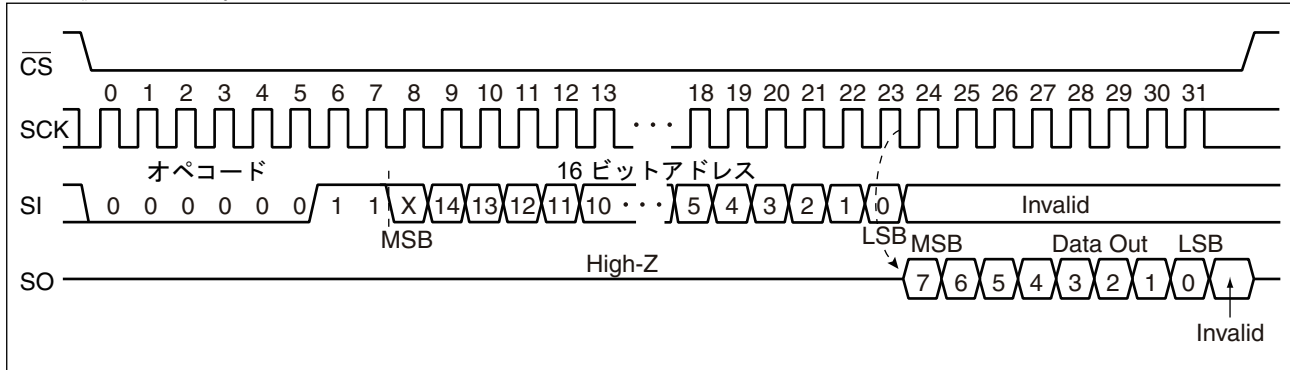 CS
0 1 2 3 4 5 6 7 8 9 10 11 12 13 18 19 20 21 22 23 24 25 26 27 28 29 30 31
SCK
オペコード 16 ビットアドレス
SI 0 0 0 0 0 0 1 1 X 14 13 12 11 10 ··· 5 4 3 2 1 0 Invalid
MSB LSB MSB Data Out LSB
High-Z
SO 7 6 5 4 3 2 1 0
Invalid